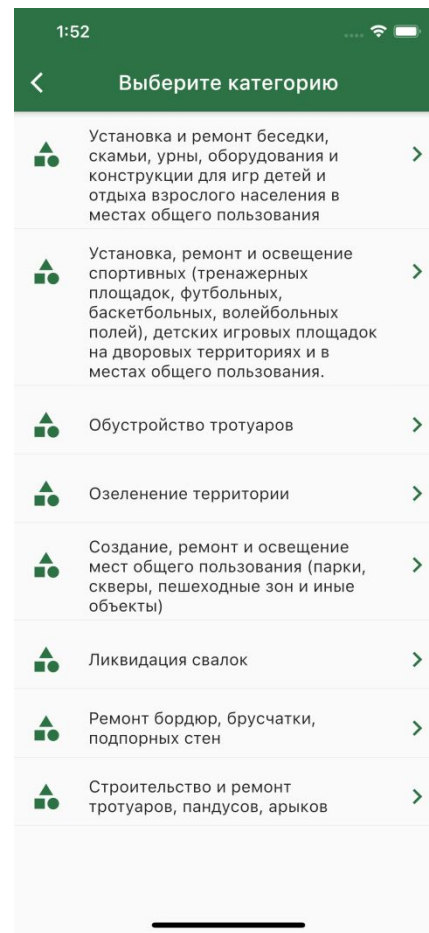 1:52
Выберите категорию
Установка и ремонт беседки,
скамьи, урны, оборудования и
конструкции для игр детей и
отдыха взрослого населения в
местах общего пользования
Установка, ремонт и освещение
спортивных (тренажерных
площадок, футбольных,
баскетбольных, волейбольных
полей), детских игровых площадок
на дворовых территориях и в
местах общего пользования.
Обустройство тротуаров
Озеленение территории
Создание, ремонт и освещение
мест общего пользования (парки,
скверы, пешеходные зон и иные
объекты)
Ликвидация свалок
Ремонт бордюр, брусчатки,
подпорных стен
Строительство и ремонт
тротуаров, пандусов, арыков